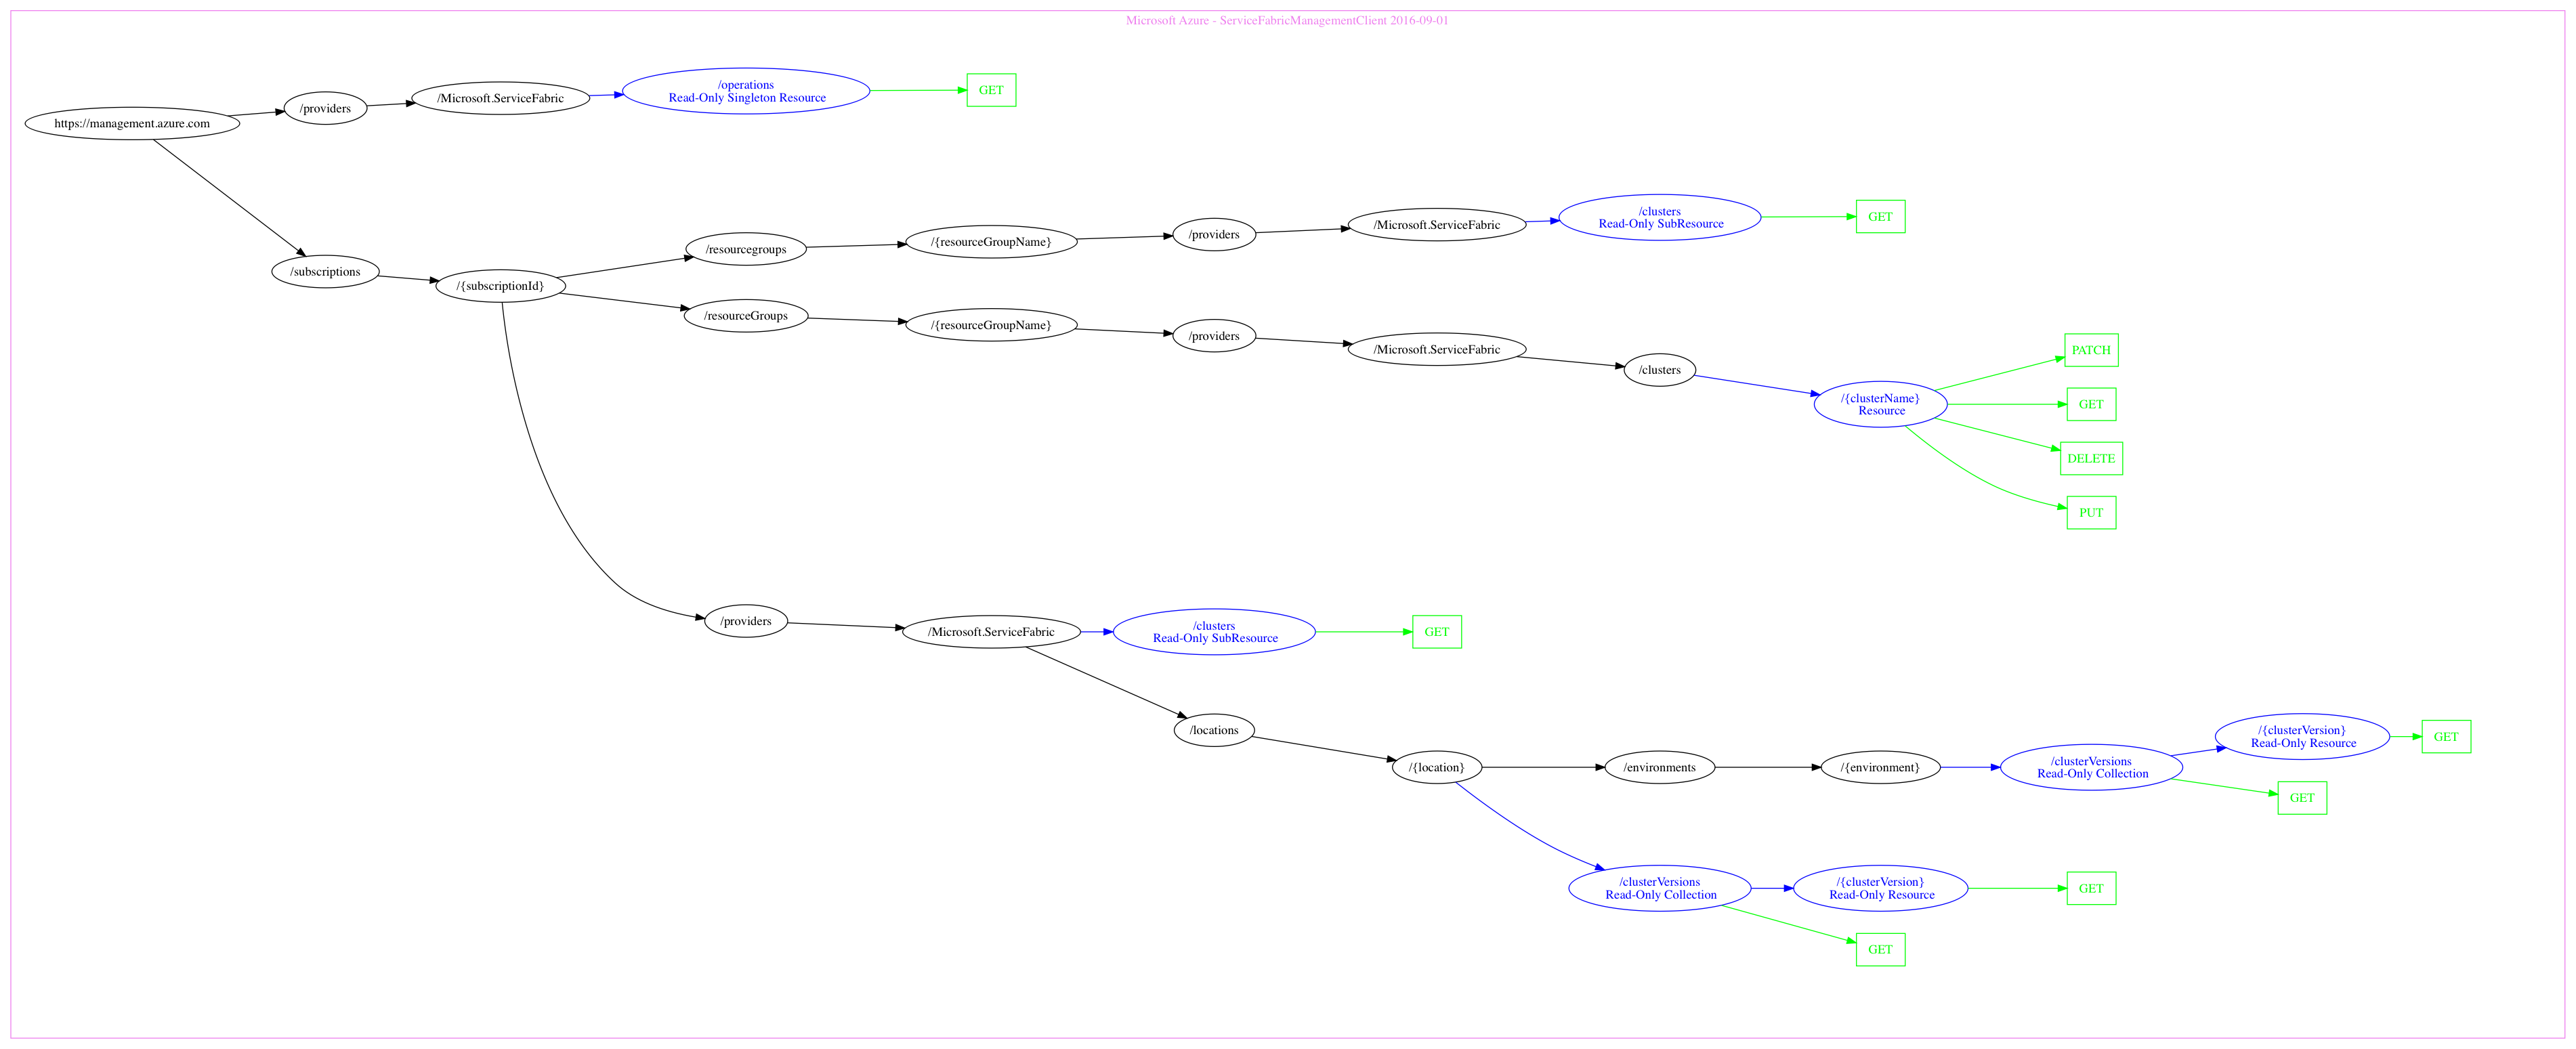 Microsoft Azure - ServiceFabricManagementClient 2016-09-01
https://management.azure.com
/providers
/Microsoft.ServiceFabric
/operations
Read-Only Singleton Resource
GET
/subscriptions
/{subscriptionId}
/resourcegroups
/{resourceGroupName}
/providers
/Microsoft.ServiceFabric
/clusters
Read-Only SubResource
GET
/resourceGroups
/{resourceGroupName}
/providers
/Microsoft.ServiceFabric
/clusters
/{clusterName}
Resource
PATCH
GET
DELETE
PUT
/providers
/Microsoft.ServiceFabric
/clusters
Read-Only SubResource
GET
/locations
/{location}
/environments
/{environment}
/clusterVersions
Read-Only Collection
/{clusterVersion}
Read-Only Resource
GET
GET
/clusterVersions
Read-Only Collection
/{clusterVersion}
Read-Only Resource
GET
GET